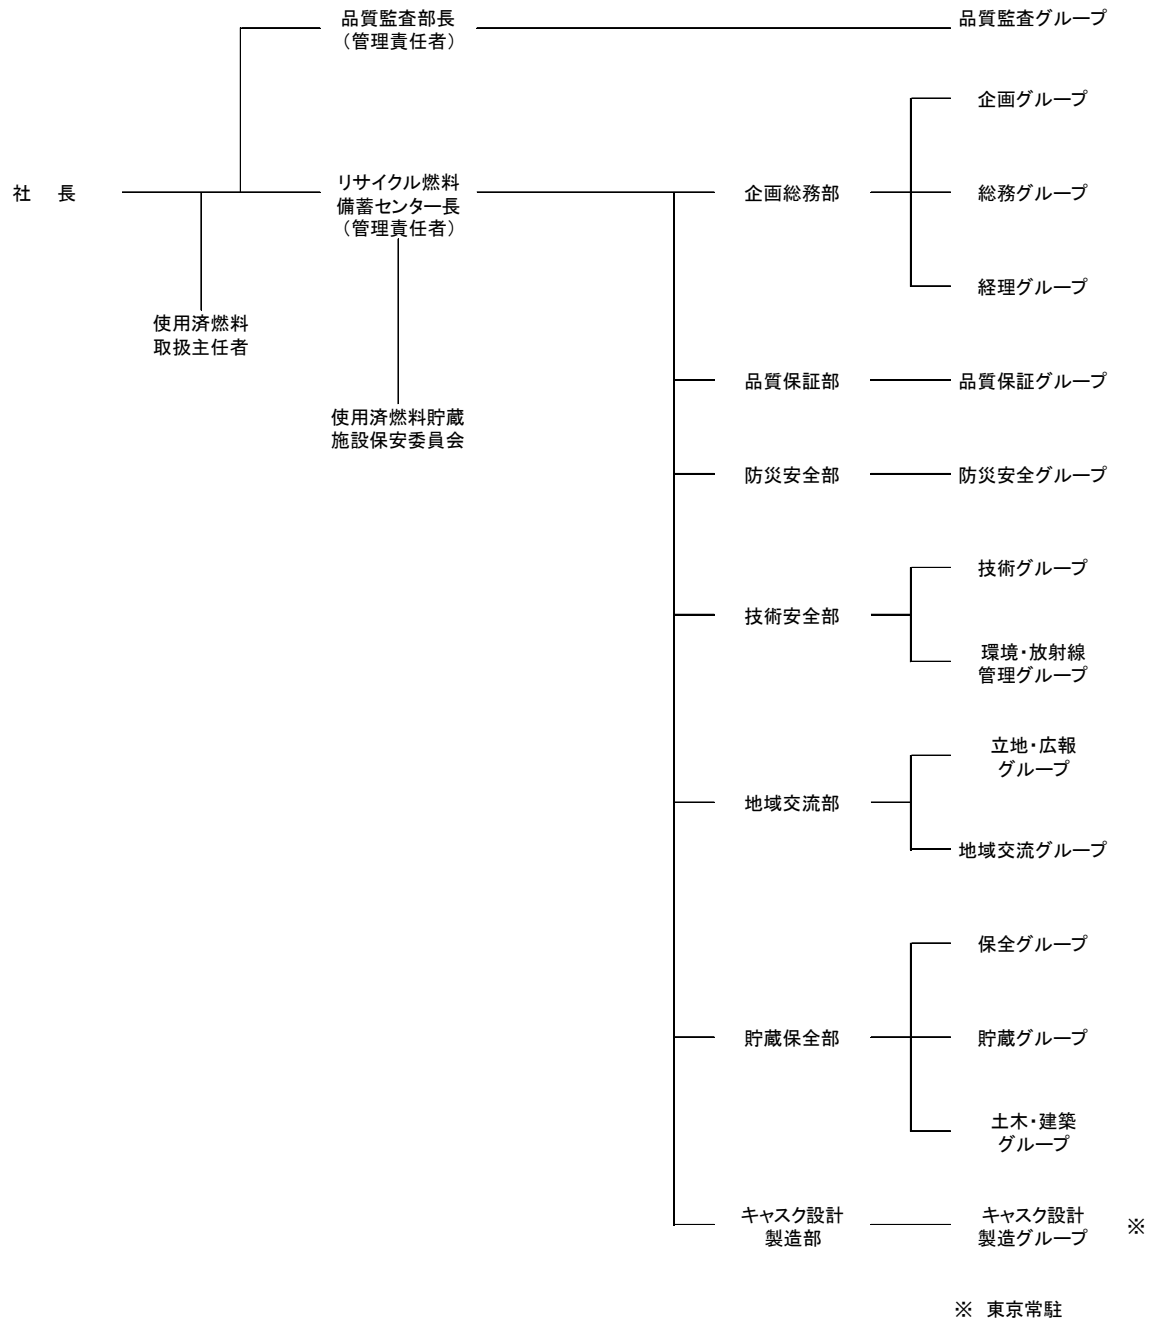 品質監査部長
（管理責任者）
品質監査グループ
企画グループ
社　長
リサイクル燃料
備蓄センター長
（管理責任者）
企画総務部
総務グループ
経理グループ
使用済燃料
取扱主任者
品質保証部
品質保証グループ
使用済燃料貯蔵
施設保安委員会
防災安全部
防災安全グループ
技術グループ
技術安全部
環境・放射線
管理グループ
立地・広報
グループ
地域交流部
地域交流グループ
保全グループ
貯蔵保全部
貯蔵グループ
土木・建築
グループ
キャスク設計
製造部
キャスク設計
製造グループ
※
※　東京常駐